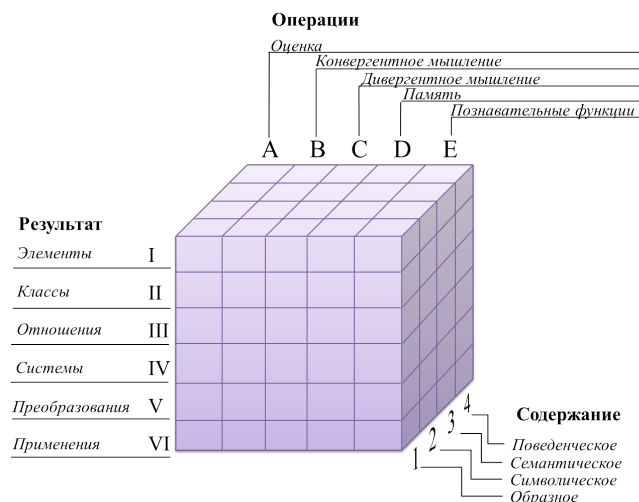 Операции
Оценка
Конвергентное мышление
Дивергентное мышление
Память
Познавательные функции
A B C D E
Результат
Элементы I
Классы II
Отношения III
Системы IV
Преобразования V
Применения VI
4
3
2
1
Содержание
Поведенческое
Семантическое
Символическое
Образное